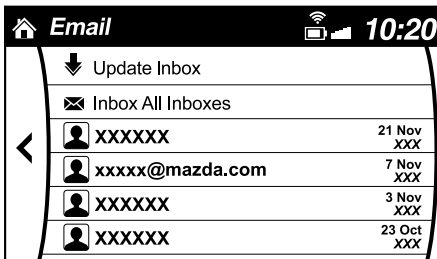 Email 10:20
Update Inbox
Inbox All Inboxes
XXXXXX 21 Nov
XXX
xxxxx@mazda.com 7 Nov
XXX
XXXXXX 3 Nov
XXX
XXXXXX 23 Oct
XXX